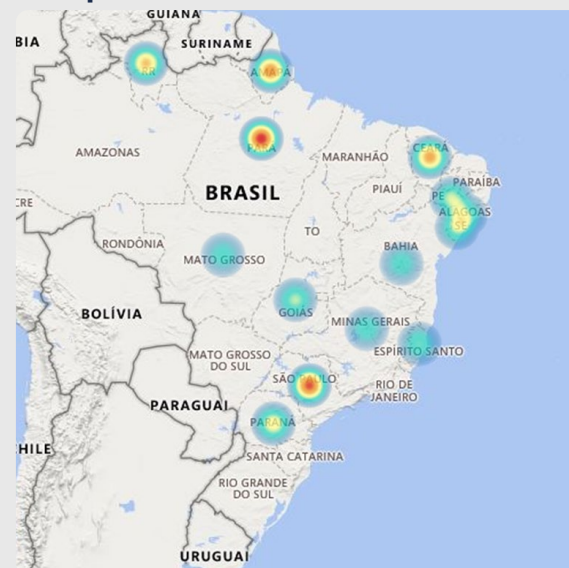 GUIANA
BIA
SURINAME
RR
AMAPÁ
PARÁ
CEARÁ
AMAZONAS
MARANHÃO
PARAÍBA
PIAUÍ
PE
BRASIL
ALAGOAS
CRE
SE
TO
RONDÔNIA
BAHIA
MATO GROSSO
BOLÍVIA
GOIÁS
MINAS GERAIS
ESPÍRITO SANTO
MATO GROSSO
DO SUL
SÃO PAULO
RIO DE
JANEIRO
PARAGUAI
PARANÁ
HILE
SANTA CATARINA
RIO GRANDE
DO SUL
URUGUAI